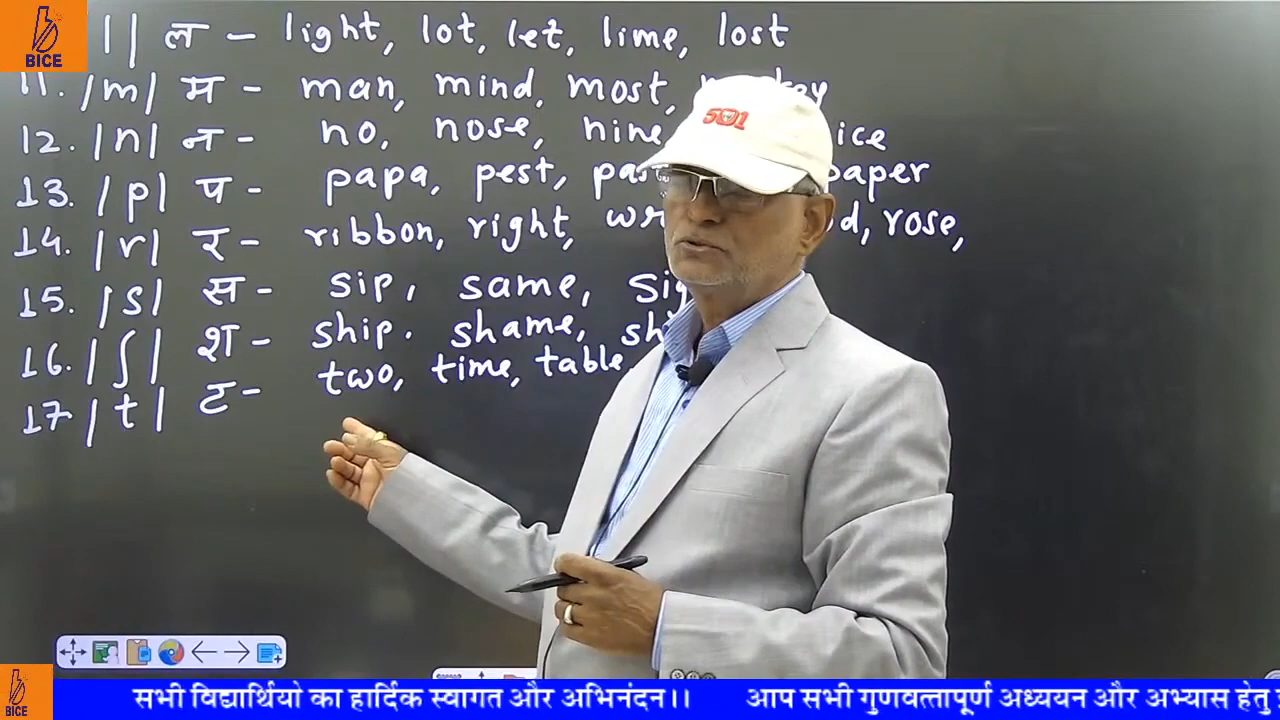 BICE
/l/ ल - light, lot, let, lime, lost
11. /m/ म - man, mind, most,
12. /n/ न - no, nose, nine
13. /p/ प - papa, pest, paper
14. /r/ र - ribbon, right, rose,
15. /s/ स - sip, same,
16. /ʃ/ श - ship. shame,
17 /t/ ट - two, time, table
501
BICE
सभी विद्यार्थियो का हार्दिक स्वागत और अभिनंदन।। आप सभी गुणवत्तापूर्ण अध्ययन और अभ्यास हेतु